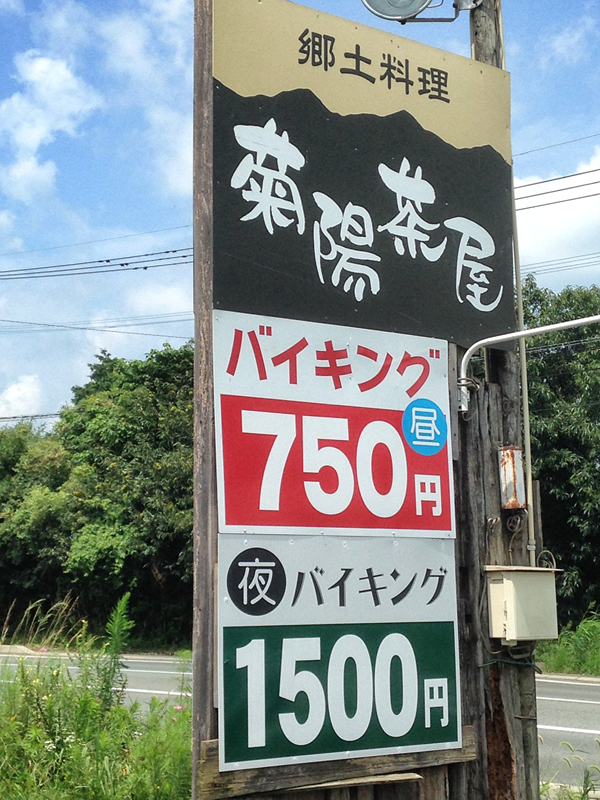 郷土料理
菊陽茶屋
バイキング
昼
750円
夜バイキング
1500円